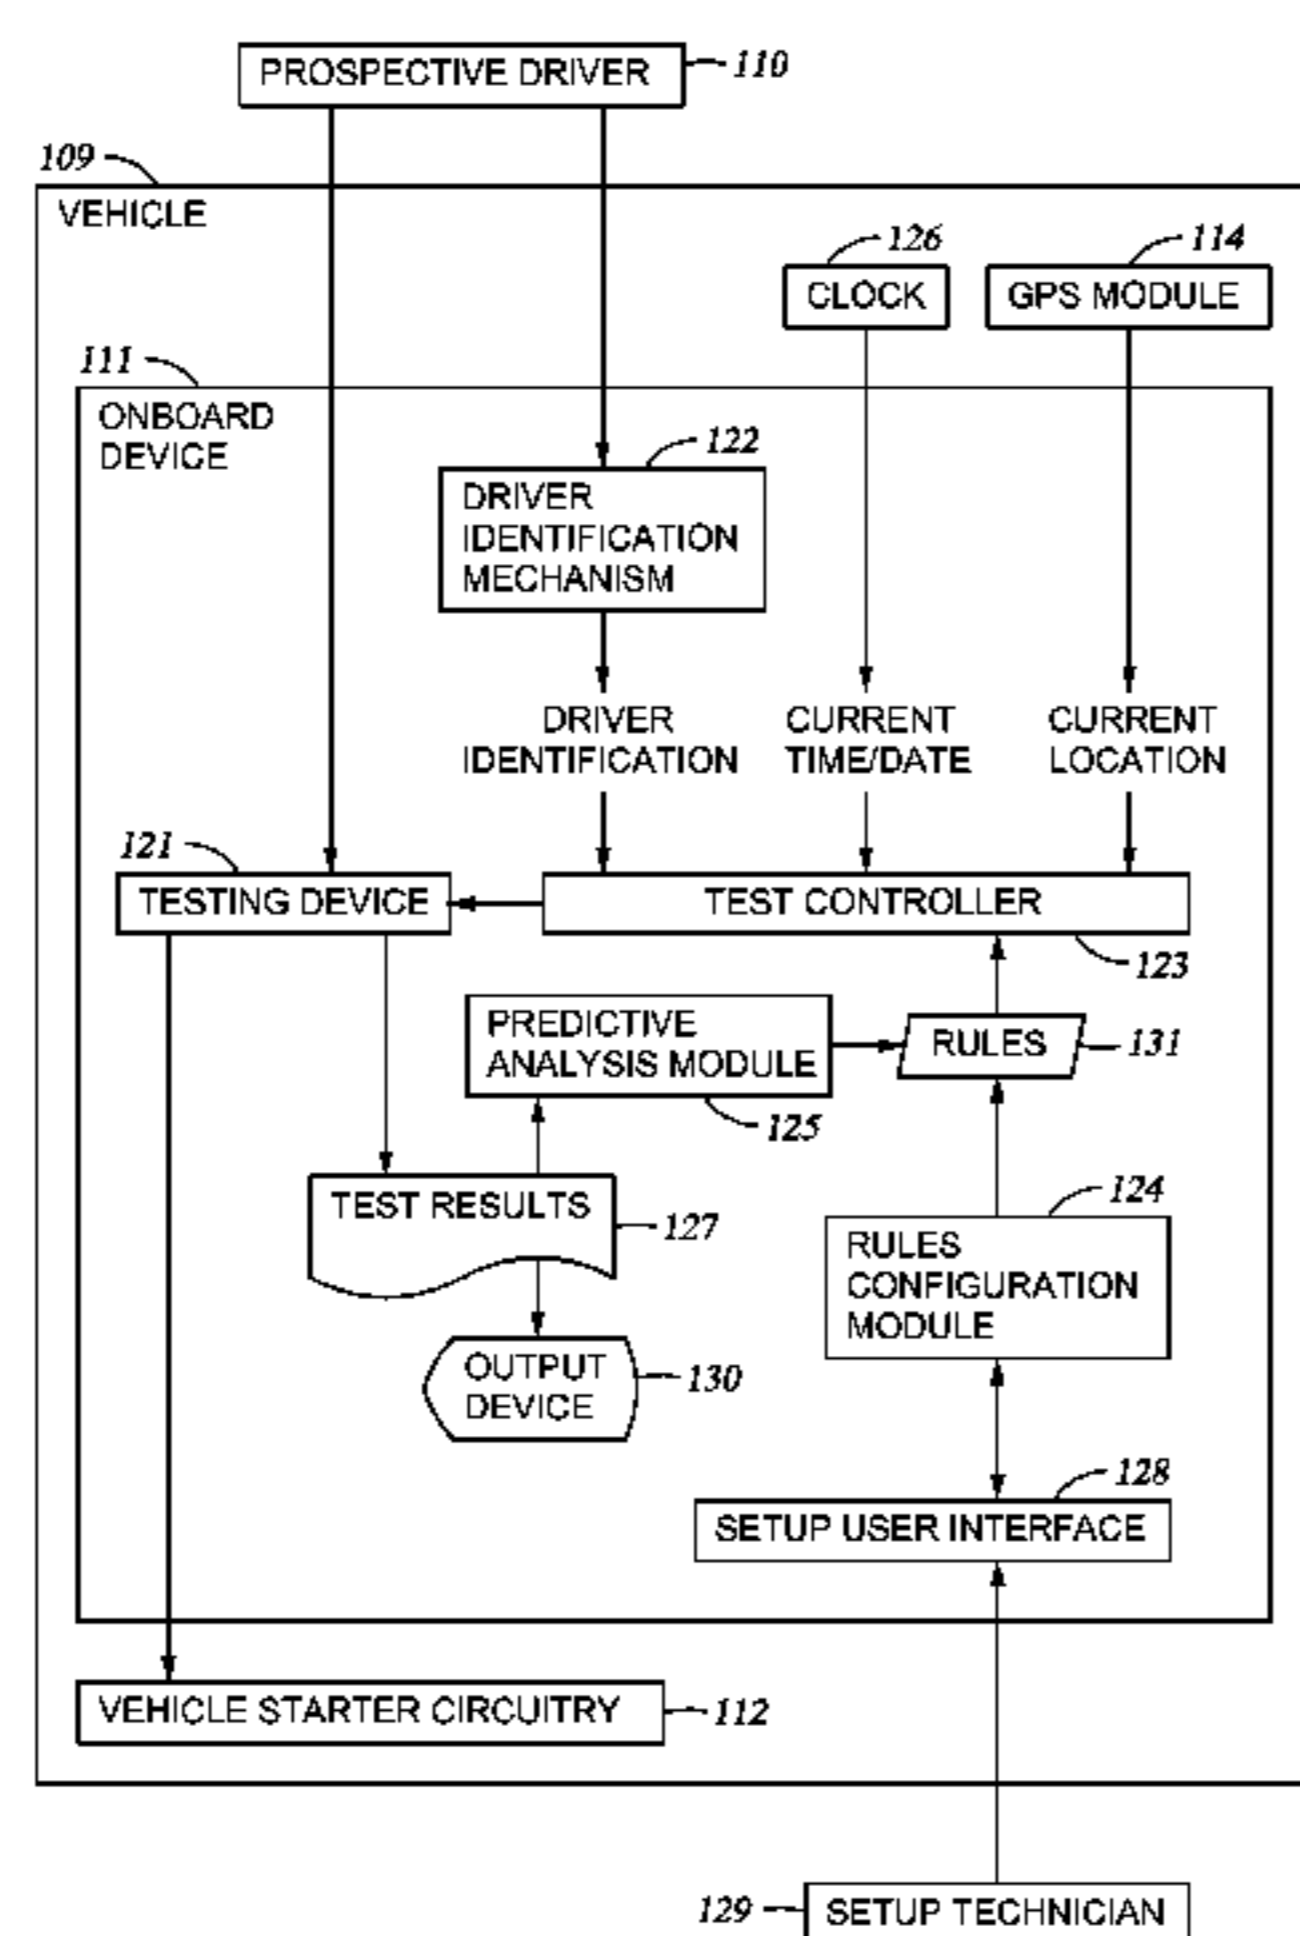 PROSPECTIVE DRIVER
110
109
VEHICLE
126
114
CLOCK
GPS MODULE
111
ONBOARD
DEVICE
122
DRIVER
IDENTIFICATION
MECHANISM
DRIVER
IDENTIFICATION
CURRENT
TIME/DATE
CURRENT
LOCATION
121
TESTING DEVICE
TEST CONTROLLER
123
PREDICTIVE
ANALYSIS MODULE
RULES
131
125
TEST RESULTS
127
124
RULES
CONFIGURATION
MODULE
OUTPUT
DEVICE
130
128
SETUP USER INTERFACE
VEHICLE STARTER CIRCUITRY
112
129
SETUP TECHNICIAN